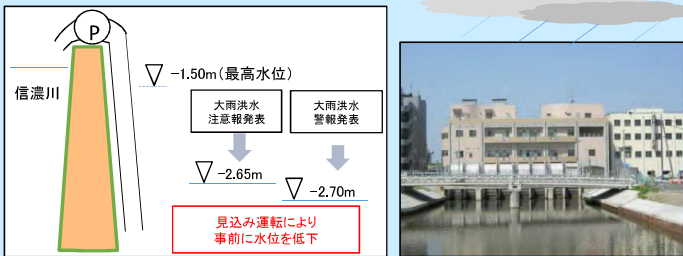 P
-1.50m(最高水位)
信濃川
大雨洪水
注意報発表
大雨洪水
警報発表
-2.65m
-2.70m
見込み運転により
事前に水位を低下